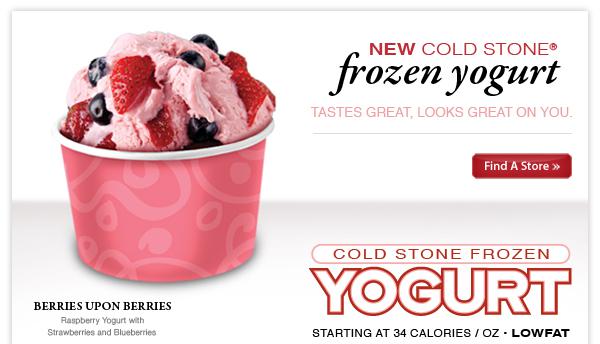 NEW COLD STONE®
frozen yogurt
TASTES GREAT, LOOKS GREAT ON YOU.
Find A Store »
BERRIES UPON BERRIES
Raspberry Yogurt with
Strawberries and Blueberries
COLD STONE FROZEN
YOGURT
STARTING AT 34 CALORIES / OZ · LOWFAT